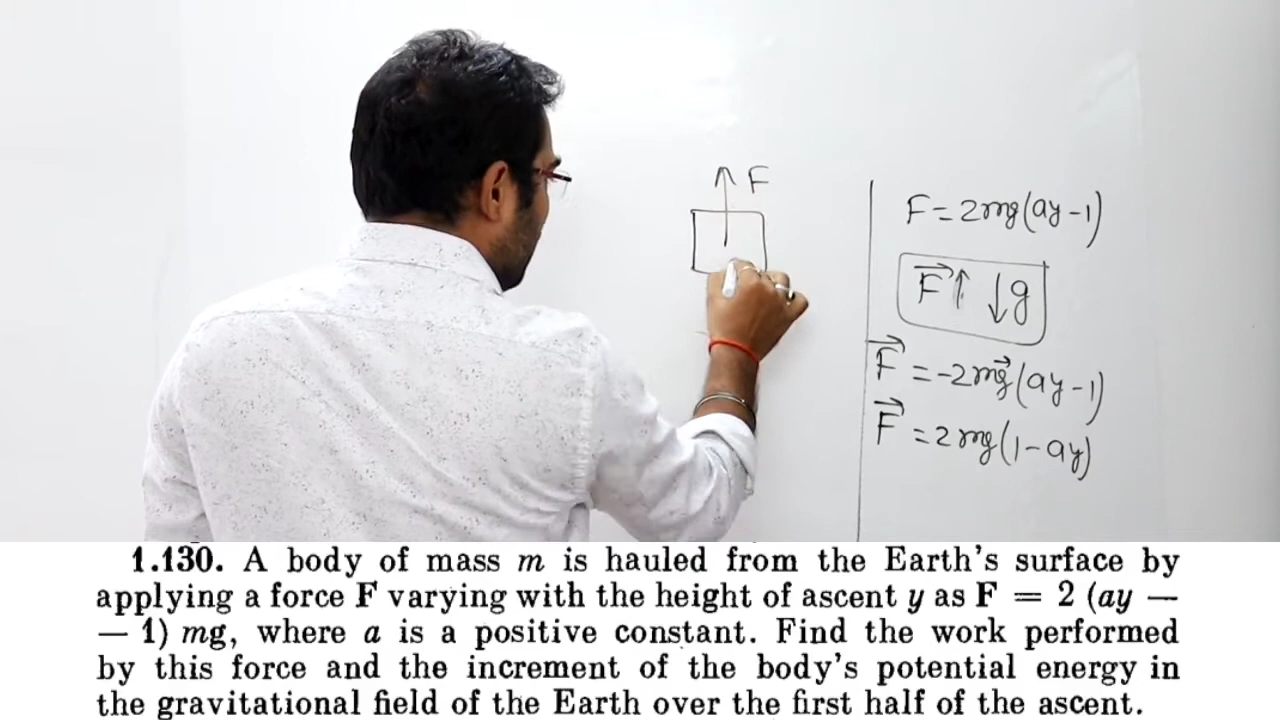 F
F=2mg(ay-1)
F↑ ↓g
F⃗ = -2mg⃗(ay-1)
F⃗ = 2mg(1-ay)
1.130. A body of mass m is hauled from the Earth's surface by
applying a force F varying with the height of ascent y as F = 2 (ay —
— 1) mg, where a is a positive constant. Find the work performed
by this force and the increment of the body's potential energy in
the gravitational field of the Earth over the first half of the ascent.